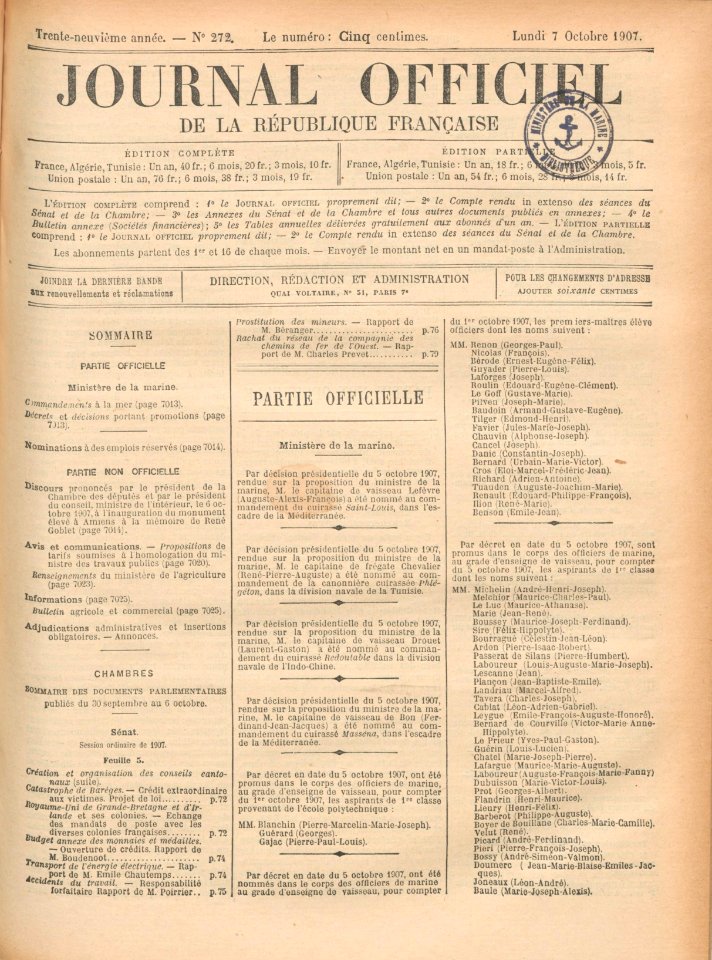 Trente-neuvième année. — N° 272. Le numéro: Cinq centimes. Lundi 7 Octobre 1907.
JOURNAL OFFICIEL
DE LA RÉPUBLIQUE FRANÇAISE
MINISTÈRE DE LA MARINE
BIBLIOTHÈQUE
ÉDITION COMPLÈTE
France, Algérie, Tunisie: Un an, 40 fr.; 6 mois, 20 fr.; 3 mois, 10 fr.
Union postale: Un an, 76 fr.; 6 mois, 38 fr.; 3 mois, 19 fr.
ÉDITION PARTIELLE
France, Algérie, Tunisie: Un an, 18 fr.; 6 mois, 5 fr.
Union postale: Un an, 54 fr.; 6 mois, 28 fr.; 3 mois, 14 fr.
L'ÉDITION COMPLÈTE comprend: 1° le JOURNAL OFFICIEL proprement dit; — 2° le Compte rendu in extenso des séances du
Sénat et de la Chambre; — 3° les Annexes du Sénat et de la Chambre et tous autres documents publiés en annexes; — 4° le
Bulletin annexe (Sociétés financières); 5° les Tables annuelles délivrées gratuitement aux abonnés d'un an. — L'ÉDITION PARTIELLE
comprend: 1° le JOURNAL OFFICIEL proprement dit; — 2° le Compte rendu in extenso des séances du Sénat et de la Chambre.
Les abonnements partent des 1er et 16 de chaque mois. — Envoyer le montant net en un mandat-poste à l'Administration.
JOINDRE LA DERNIÈRE BANDE
aux renouvellements et réclamations
DIRECTION, RÉDACTION ET ADMINISTRATION
QUAI VOLTAIRE, N° 31, PARIS 7e
POUR LES CHANGEMENTS D'ADRESSE
AJOUTER soixante CENTIMES
SOMMAIRE
PARTIE OFFICIELLE
Ministère de la marine.
Commandements à la mer (page 7013).
Décrets et décisions portant promotions (page
7013).
Nominations à des emplois réservés (page 7014).
PARTIE NON OFFICIELLE
Discours prononcés par le président de la
Chambre des députés et par le président
du conseil, ministre de l'intérieur, le 6 oc-
tobre 1907, à l'inauguration du monument
élevé à Amiens à la mémoire de René
Goblet (page 7014).
Avis et communications. — Propositions de
tarifs soumises à l'homologation du mi-
nistre des travaux publics (page 7020).
Renseignements du ministère de l'agriculture
(page 7023).
Informations (page 7025).
Bulletin agricole et commercial (page 7025).
Adjudications administratives et insertions
obligatoires. — Annonces.
CHAMBRES
SOMMAIRE DES DOCUMENTS PARLEMENTAIRES
publiés du 30 septembre au 6 octobre.
Sénat.
Session ordinaire de 1907.
Feuille 5.
Création et organisation des conseils canto-
naux (suite).
Catastrophe de Barèges. — Crédit extraordinaire
aux victimes. Projet de loi......... p.72
Royaume-Uni de Grande-Bretagne et d'Ir-
lande et ses colonies. — Echange
des mandats de poste avec les
diverses colonies françaises....... p.72
Budget annexe des monnaies et médailles.
— Ouverture de crédits. Rapport de
M. Boudenoot.................. p.74
Transport de l'énergie électrique. — Rap-
port de M. Emile Chautemps...... p.74
Accidents du travail. — Responsabilité
forfaitaire Rapport de M. Poirrier.. p.75
Prostitution des mineurs. — Rapport de
M. Béranger.................... p.76
Rachat du réseau de la compagnie des
chemins de fer de l'Ouest. — Rap-
port de M. Charles Prevet......... p.79
PARTIE OFFICIELLE
Ministère de la marine.
Par décision présidentielle du 5 octobre 1907,
rendue sur la proposition du ministre de la
marine, M. le capitaine de vaisseau Lefèvre
(Auguste-Alexis-François) a été nommé au com-
mandement du cuirassé Saint-Louis, dans l'es-
cadre de la Méditerranée.
Par décision présidentielle du 5 octobre 1907,
rendue sur la proposition du ministre de la
marine, M. le capitaine de frégate Chevalier
(René-Pierre-Auguste) a été nommé au com-
mandement de la canonnière cuirassée Phlé-
géton, dans la division navale de la Tunisie.
Par décision présidentielle du 5 octobre 1907,
rendue sur la proposition du ministre de la
marine, M. le capitaine de vaisseau Drouet
(Laurent-Gaston) a été nommé au comman-
dement du cuirassé Redoutable dans la division
navale de l'Indo-Chine.
Par décision présidentielle du 5 octobre 1907,
rendue sur la proposition du ministre de la ma-
rine, M. le capitaine de vaisseau de Bon (Fer-
dinand-Jean-Jacques) a été nommé au com-
mandement du cuirassé Masséna, dans l'escadre
de la Méditerranée.
Par décret en date du 5 octobre 1907, ont été
promus dans le corps des officiers de marine,
au grade d'enseigne de vaisseau, pour compter
du 1er octobre 1907, les aspirants de 1re classe
provenant de l'école polytechnique:
MM. Blanchin (Pierre-Marcelin-Marie-Joseph).
Guérard (Georges).
Gajac (Pierre-Paul-Louis).
Par décret en date du 5 octobre 1907, ont été
nommés dans le corps des officiers de marine
au grade d'enseigne de vaisseau, pour compter
du 1er octobre 1907, les premiers-maîtres élève
officiers dont les noms suivent:
MM. Renon (Georges-Paul).
Nicolas (François).
Bérode (Ernest-Eugène-Félix).
Guyader (Pierre-Louis).
Laforges (Joseph).
Roulin (Edouard-Eugène-Clément).
Le Goff (Gustave-Marie).
Pilven (Joseph-Marie).
Baudoin (Armand-Gustave-Eugène).
Tilger (Edmond-Henri).
Favier (Jules-Marie-Joseph).
Chauvin (Alphonse-Joseph).
Cancel (Joseph).
Danic (Constantin-Joseph).
Bernard (Urbain-Marie-Victor).
Cros (Eloi-Marcel-Frédéric-Jean).
Richard (Adrien-Antoine).
Tuaudon (Auguste-Joachim-Marie).
Renault (Edouard-Philippe-François).
Ilion (René-Marie).
Benson (Emile-Jean).
Par décret en date du 5 octobre 1907, sont
promus dans le corps des officiers de marine,
au grade d'enseigne de vaisseau, pour compter
du 5 octobre 1907, les aspirants de 1re classe
dont les noms suivent:
MM. Michelin (André-Henri-Joseph).
Melchior (Maurice-Charles-Paul).
Le Luc (Maurice-Athanase).
Marie (Jean-René).
Boussey (Maurice-Joseph-Ferdinand).
Sire (Félix-Hippolyte).
Bourrague (Célestin-Jean-Léon).
Ardon (Pierre-Isaac-Robert).
Passerat de Silans (Pierre-Humbert).
Laboureur (Louis-Auguste-Marie-Joseph).
Lescanne (Jean).
Plançon (Jean-Baptiste-Emile).
Landriau (Marcel-Alfred).
Tavera (Charles-Joseph).
Cabiat (Léon-Adrien-Gabriel).
Leygue (Emile-François-Auguste-Honoré).
Bernard de Courville (Victor-Marie-Anne-
Hippolyte).
Le Prieur (Yves-Paul-Gaston).
Guérin (Louis-Lucien).
Chatel (Marie-Joseph-Pierre).
Lafargue (Maurice-Marie-Auguste).
Laboureur (Auguste-François-Marie-Fanny)
Dubuisson (Marie-Victor-Louis).
Prot (Georges-Albert).
Flandrin (Henri-Maurice).
Lieury (Henri-Félix).
Barberot (Philippe-Auguste).
Boyer de Bouillane (Charles-Marie-Camille).
Velut (René).
Picard (André-Ferdinand).
Pieri (Pierre-Charles-Antoine).
Bossy (André-Siméon-Valmon).
Doumerc (Jean-Marie-Blaise-Emiles-Jac-
ques).
Joneaux (Léon-André).
Baule (Marie-Joseph-Alexis).